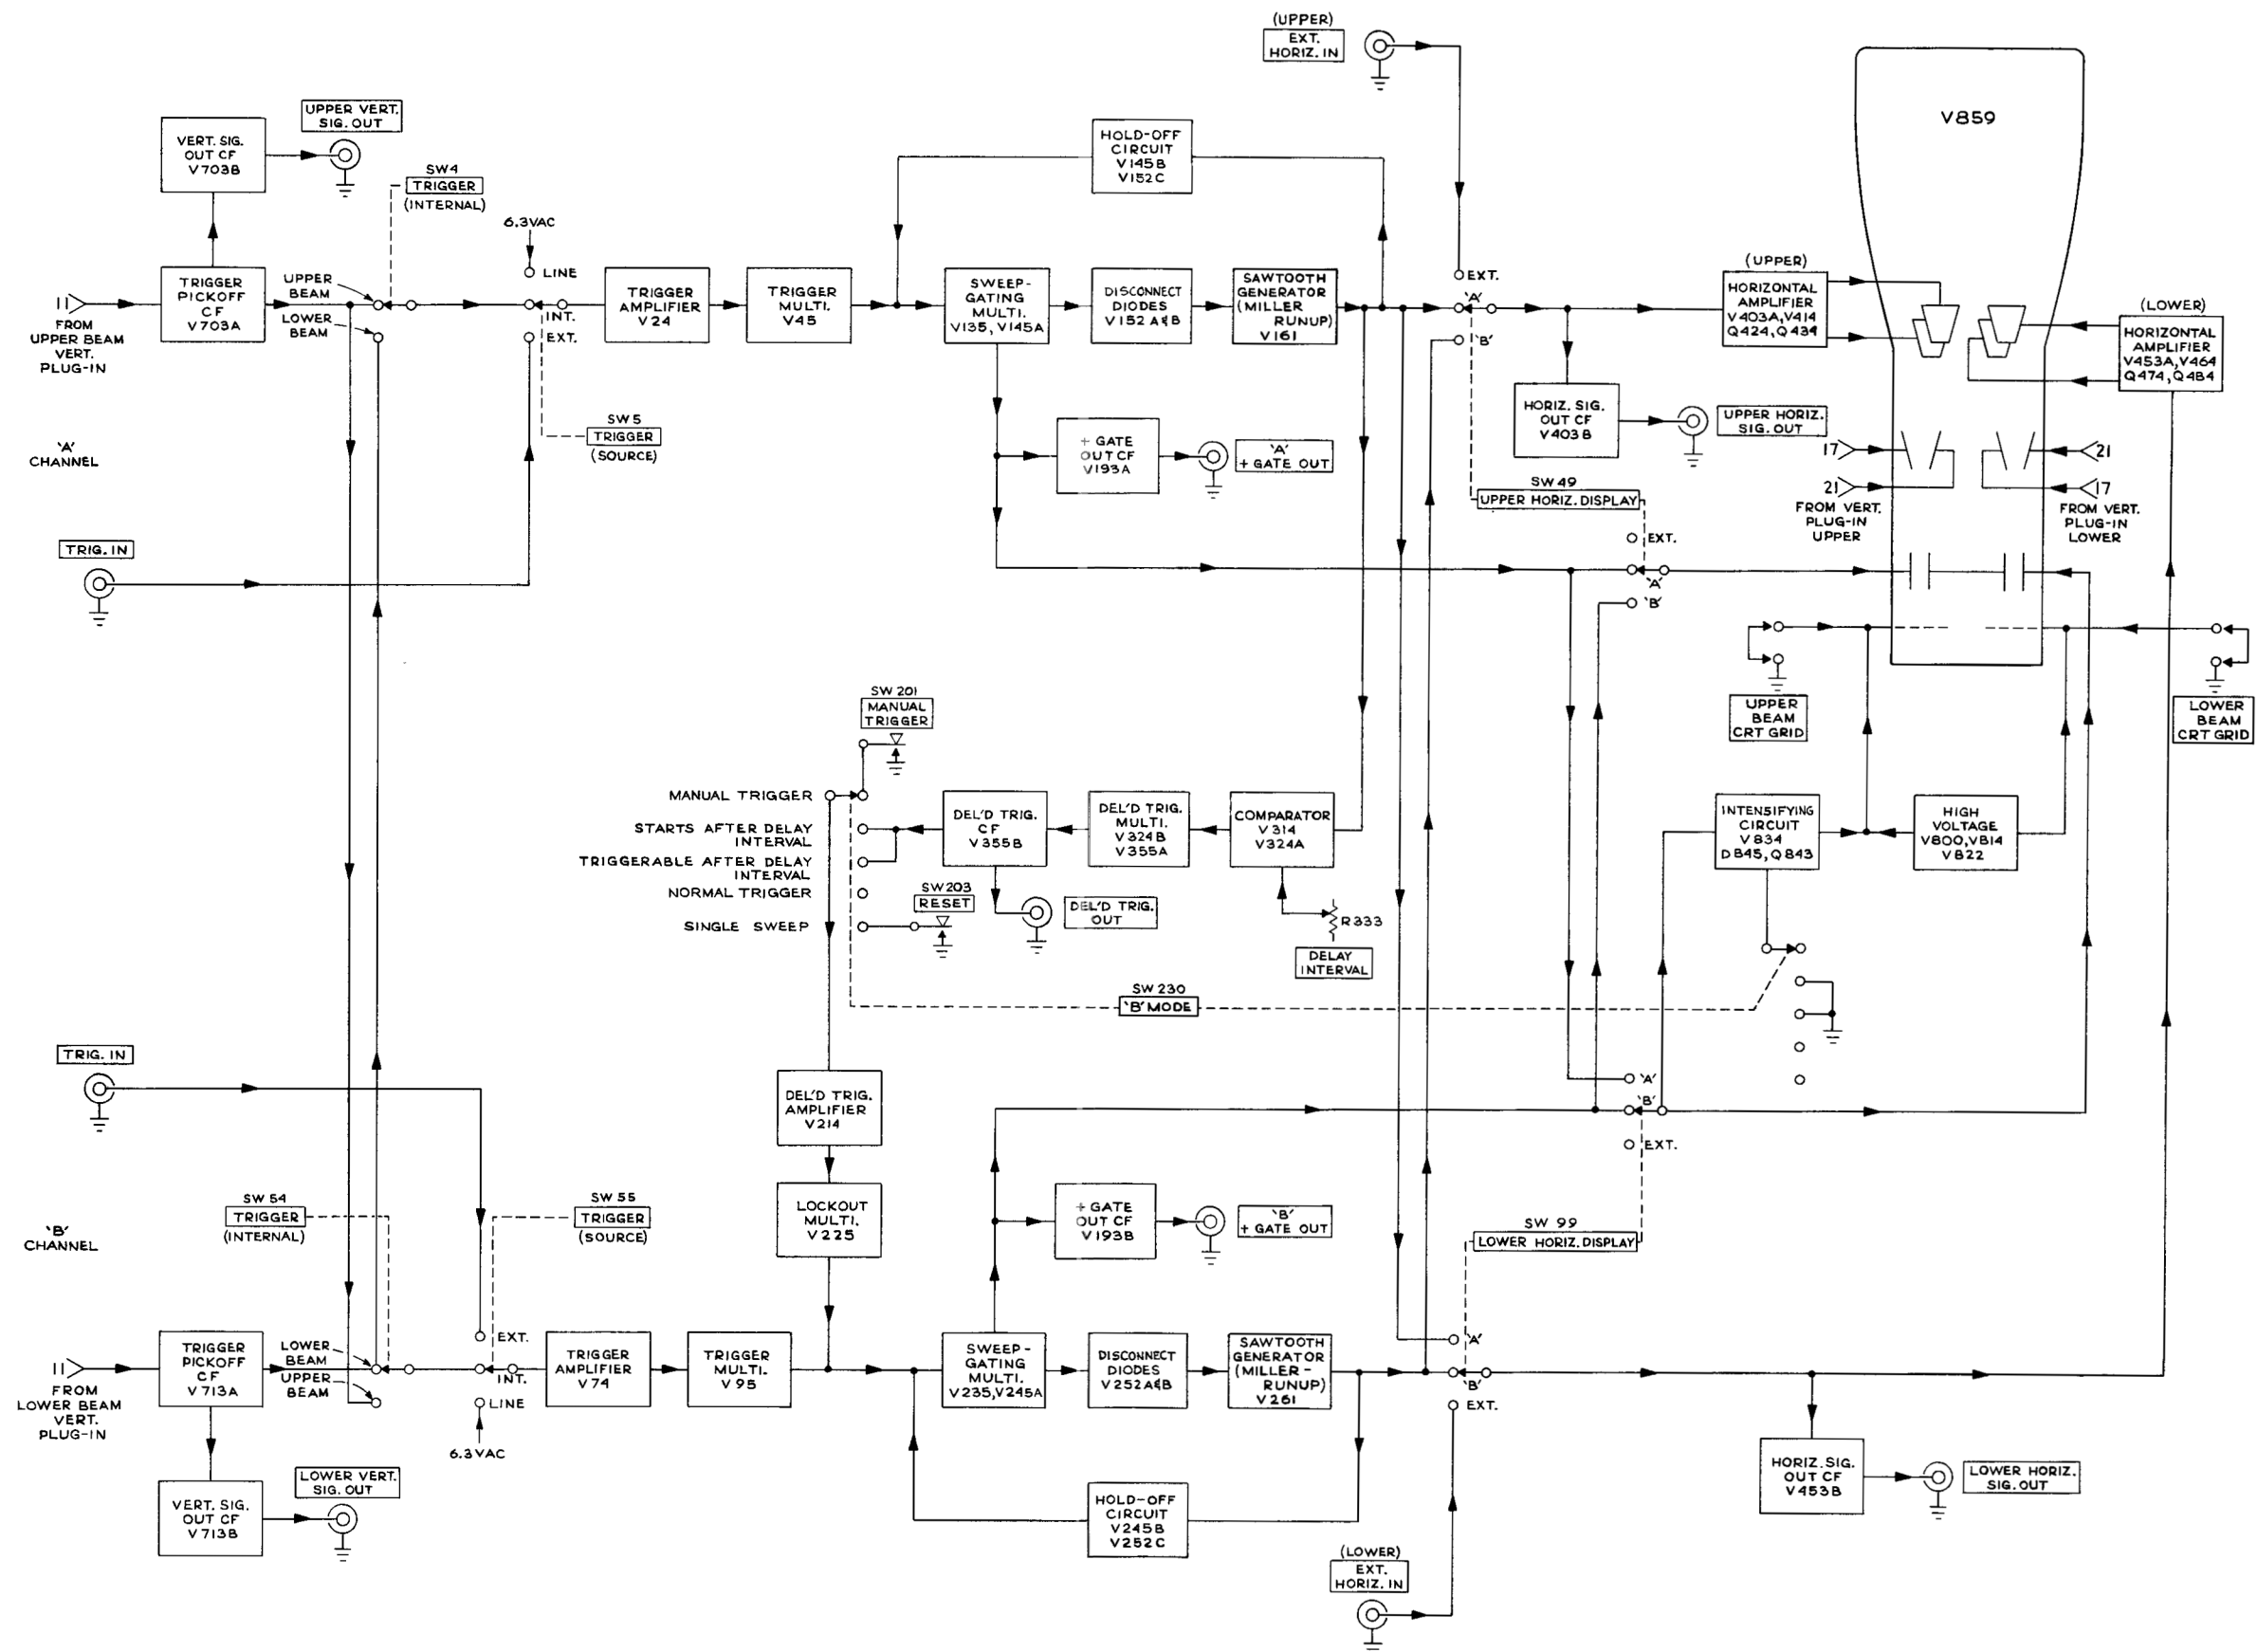 (UPPER)
EXT.
HORIZ. IN
V859
UPPER VERT.
SIG. OUT
VERT. SIG.
OUT CF
V703B
HOLD-OFF
CIRCUIT
V145B
V152C
SW4
TRIGGER
(INTERNAL)
6.3VAC
LINE
INT.
EXT.
UPPER
BEAM
LOWER
BEAM
TRIGGER
PICKOFF
CF
V703A
11
FROM
UPPER BEAM
VERT.
PLUG-IN
TRIGGER
AMPLIFIER
V24
TRIGGER
MULTI.
V45
SWEEP-
GATING
MULTI.
V135, V145A
DISCONNECT
DIODES
V152 A&B
SAWTOOTH
GENERATOR
(MILLER
RUNUP)
V161
EXT.
'A'
'B'
(UPPER)
HORIZONTAL
AMPLIFIER
V403A, V414
Q424, Q434
(LOWER)
HORIZONTAL
AMPLIFIER
V453A, V464
Q474, Q484
SW5
TRIGGER
(SOURCE)
'A'
CHANNEL
+ GATE
OUT CF
V193A
'A'
+ GATE OUT
HORIZ. SIG.
OUT CF
V403B
UPPER HORIZ.
SIG. OUT
17
21
FROM VERT.
PLUG-IN
UPPER
21
17
FROM VERT.
PLUG-IN
LOWER
SW 49
UPPER HORIZ. DISPLAY
EXT.
'A'
'B'
TRIG. IN
UPPER
BEAM
CRT GRID
LOWER
BEAM
CRT GRID
SW 201
MANUAL
TRIGGER
MANUAL TRIGGER
STARTS AFTER DELAY
INTERVAL
TRIGGERABLE AFTER DELAY
INTERVAL
NORMAL TRIGGER
SINGLE SWEEP
SW 203
RESET
DEL'D TRIG.
CF
V355B
DEL'D TRIG.
MULTI.
V324B
V355A
COMPARATOR
V314
V324A
DEL'D TRIG.
OUT
R333
DELAY
INTERVAL
INTENSIFYING
CIRCUIT
V834
D845, Q843
HIGH
VOLTAGE
V800, V814
V822
SW 230
'B' MODE
TRIG. IN
DEL'D TRIG.
AMPLIFIER
V214
'A'
'B'
EXT.
LOCKOUT
MULTI.
V225
SW 54
TRIGGER
(INTERNAL)
SW 55
TRIGGER
(SOURCE)
'B'
CHANNEL
+ GATE
OUT CF
V193B
'B'
+ GATE OUT
SW 99
LOWER HORIZ. DISPLAY
11
FROM
LOWER BEAM
VERT.
PLUG-IN
TRIGGER
PICKOFF
CF
V713A
LOWER
BEAM
UPPER
BEAM
EXT.
INT.
LINE
6.3VAC
TRIGGER
AMPLIFIER
V74
TRIGGER
MULTI.
V95
SWEEP-
GATING
MULTI.
V235, V245A
DISCONNECT
DIODES
V252A&B
SAWTOOTH
GENERATOR
(MILLER-
RUNUP)
V261
'A'
'B'
EXT.
VERT. SIG.
OUT CF
V713B
LOWER VERT.
SIG. OUT
HOLD-OFF
CIRCUIT
V245B
V252C
HORIZ. SIG.
OUT CF
V453B
LOWER HORIZ.
SIG. OUT
(LOWER)
EXT.
HORIZ. IN